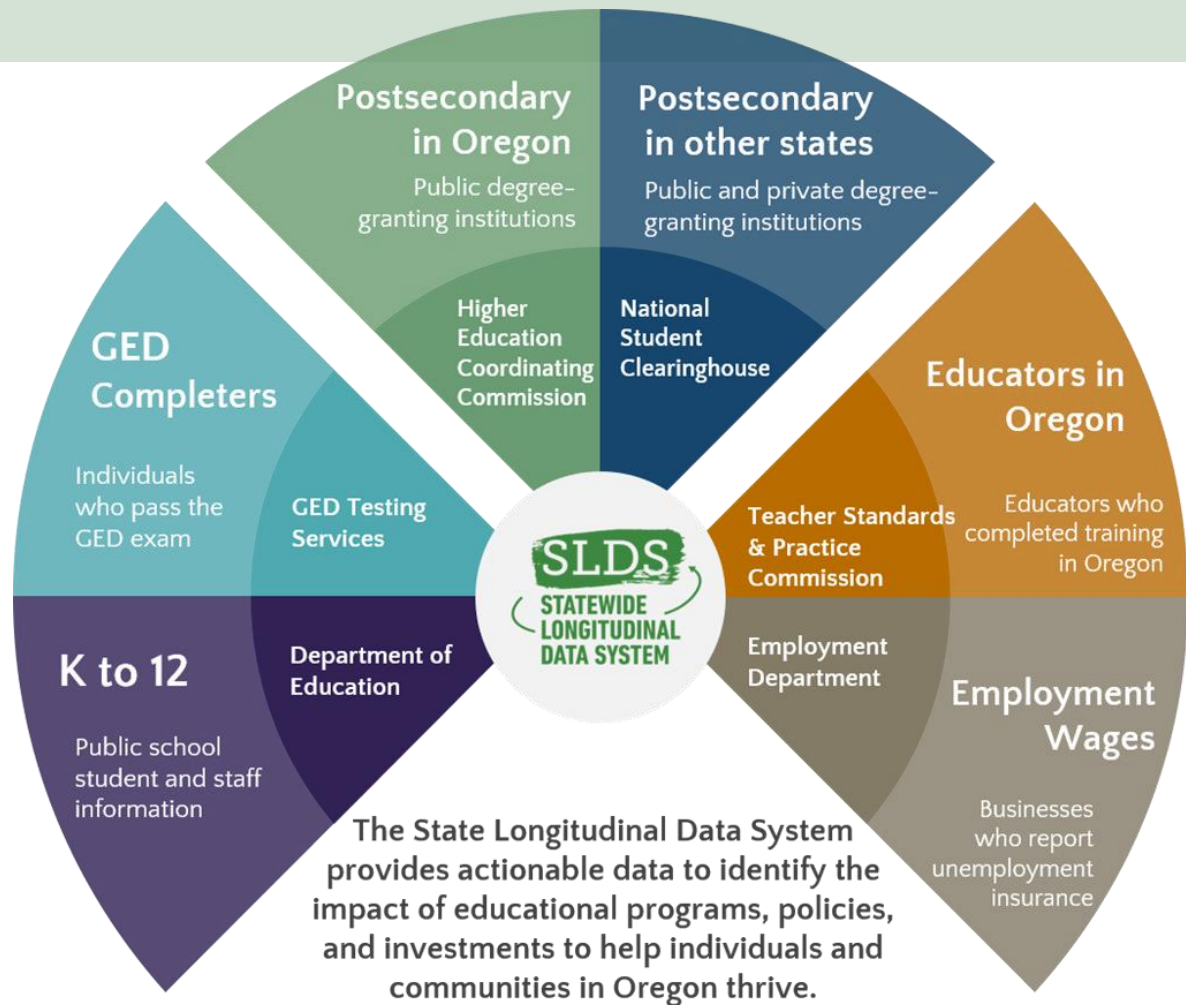 Postsecondary
in Oregon
Public degree-
granting institutions
Higher
Education
Coordinating
Commission
Postsecondary
in other states
Public and private degree-
granting institutions
National
Student
Clearinghouse
GED
Completers
Individuals
who pass the
GED exam
GED Testing
Services
Educators in
Oregon
Educators who
completed training
in Oregon
Teacher Standards
& Practice
Commission
SLDS
STATEWIDE
LONGITUDINAL
DATA SYSTEM
K to 12
Public school
student and staff
information
Department of
Education
Employment
Department
Employment
Wages
Businesses
who report
unemployment
insurance
The State Longitudinal Data System
provides actionable data to identify the
impact of educational programs, policies,
and investments to help individuals and
communities in Oregon thrive.